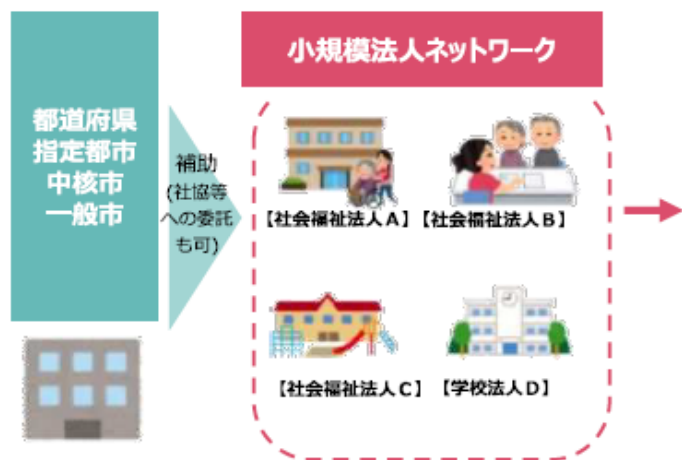 小規模法人ネットワーク
都道府県
指定都市
中核市
一般市
補助
(社協等
への委託
も可)
【社会福祉法人A】【社会福祉法人B】
【社会福祉法人C】【学校法人D】